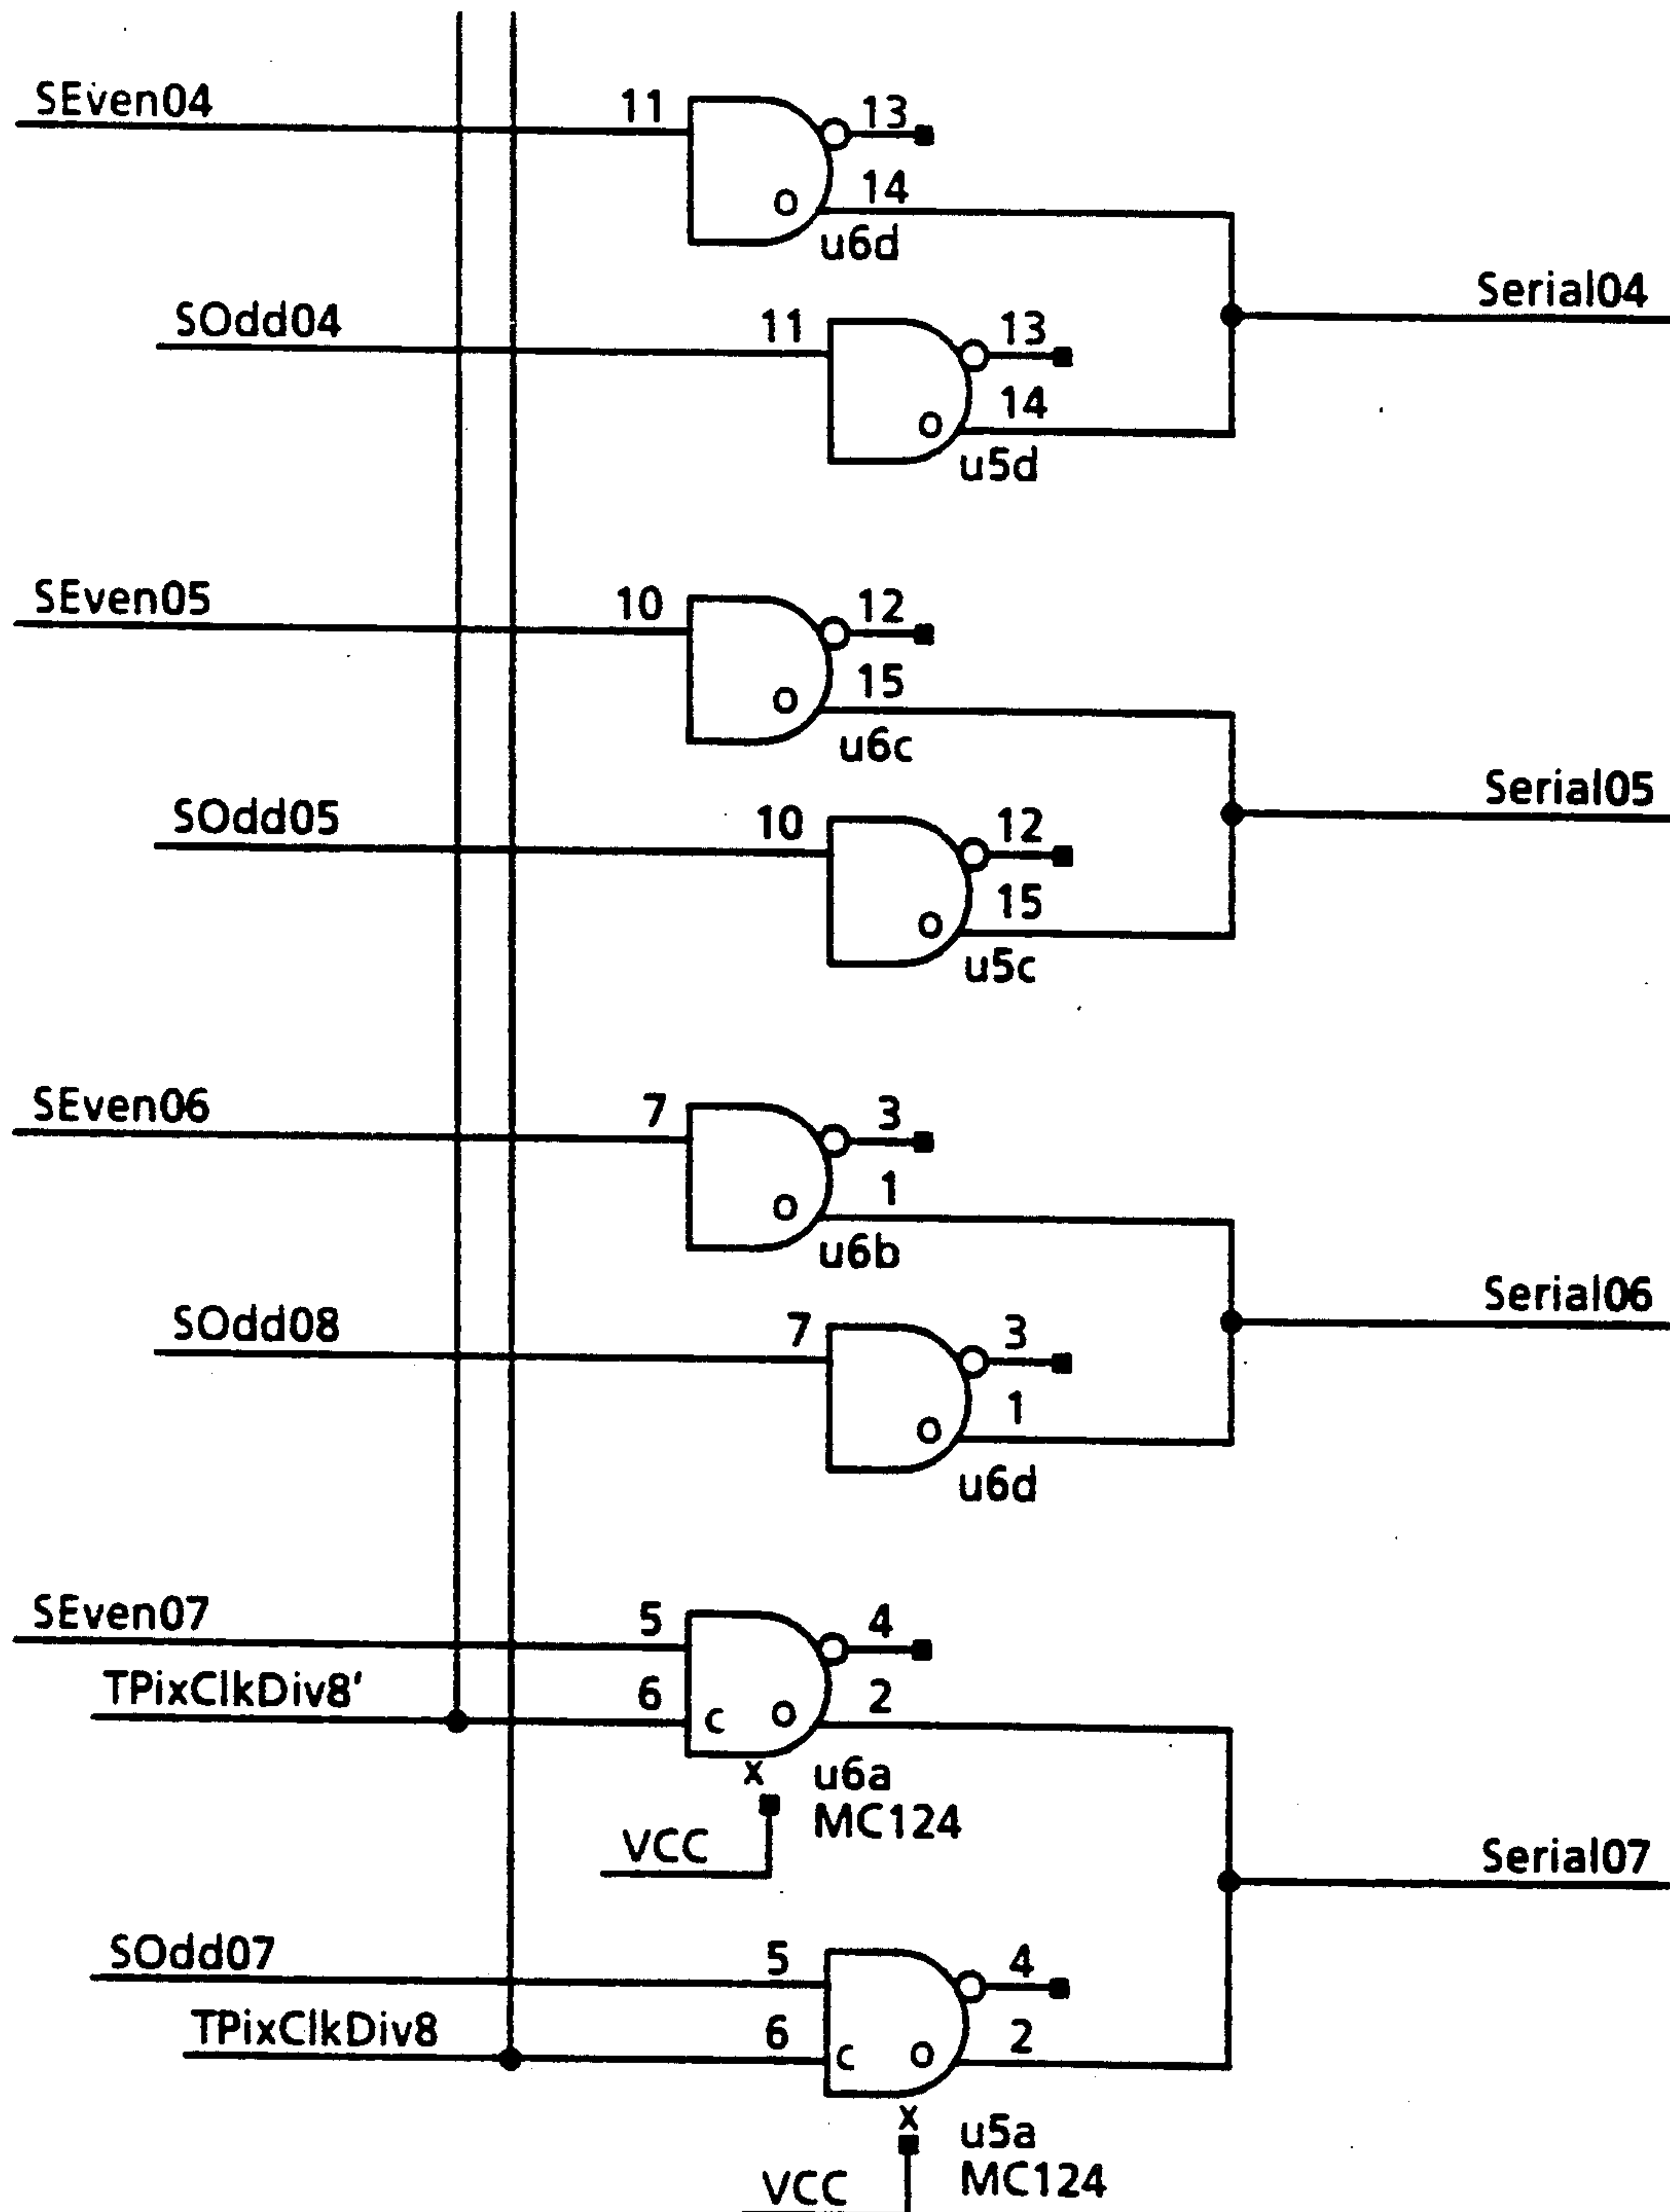 SEven04
11
13
O
14
u6d
Serial04
SOdd04
11
13
O
14
u5d
SEven05
10
12
O
15
u6c
Serial05
SOdd05
10
12
O
15
u5c
SEven06
7
3
O
1
u6b
Serial06
SOdd08
7
3
O
1
u6d
SEven07
5
4
TPixClkDiv8'
6
c
O
2
x
u6a
MC124
VCC
Serial07
SOdd07
5
4
TPixClkDiv8
6
c
O
2
x
u5a
MC124
VCC